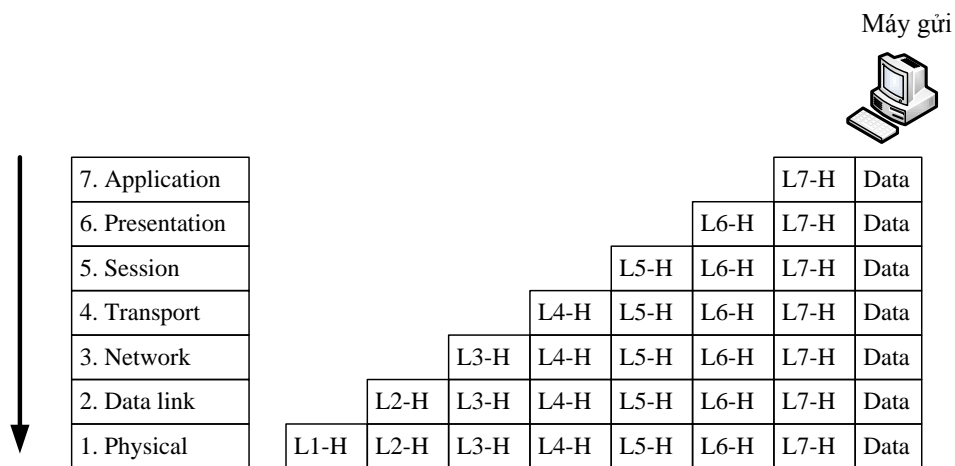 Máy gửi
7. Application L7-H Data
6. Presentation L6-H L7-H Data
5. Session L5-H L6-H L7-H Data
4. Transport L4-H L5-H L6-H L7-H Data
3. Network L3-H L4-H L5-H L6-H L7-H Data
2. Data link L2-H L3-H L4-H L5-H L6-H L7-H Data
1. Physical L1-H L2-H L3-H L4-H L5-H L6-H L7-H Data